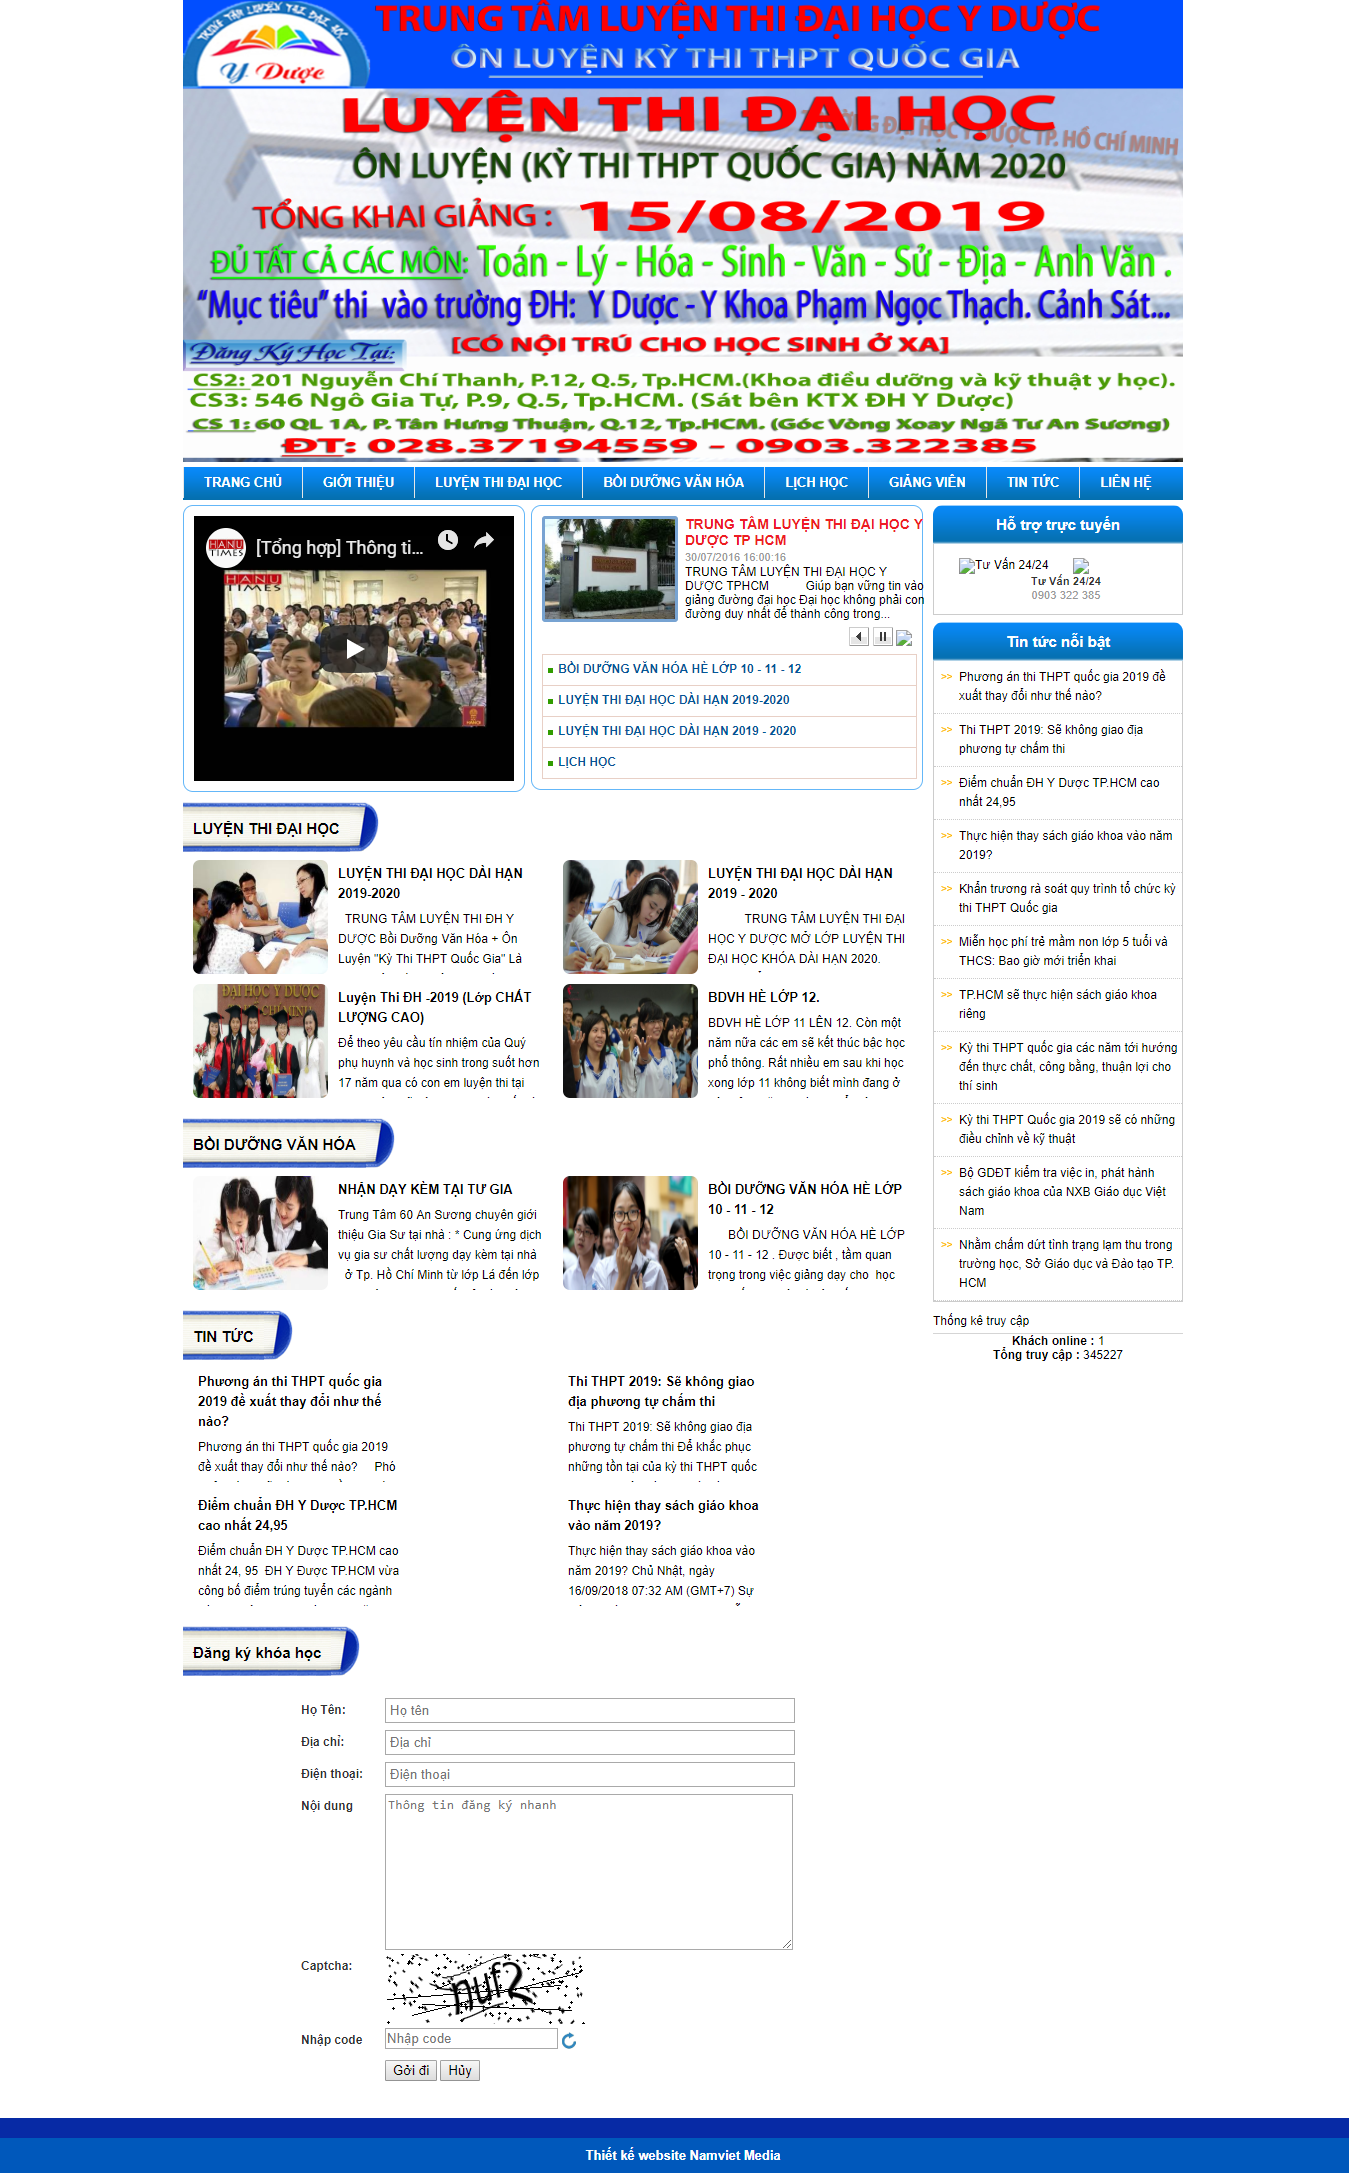 TRUNG TÂM LUYỆN THI ĐẠI HỌC
Y Dược
TRUNG TÂM LUYỆN THI ĐẠI HỌC Y DƯỢC
ÔN LUYỆN KỲ THI THPT QUỐC GIA
TRƯỜNG ĐẠI HỌC Y DƯỢC TP. HỒ CHÍ MINH
LUYỆN THI ĐẠI HỌC
ÔN LUYỆN (KỲ THI THPT QUỐC GIA) NĂM 2020
TỔNG KHAI GIẢNG : 15/08/2019
ĐỦ TẤT CẢ CÁC MÔN: Toán - Lý - Hóa - Sinh - Văn - Sử - Địa - Anh Văn .
“Mục tiêu” thi vào trường ĐH: Y Dược - Y Khoa Phạm Ngọc Thạch. Cảnh Sát...
[CÓ NỘI TRÚ CHO HỌC SINH Ở XA]
Đăng Ký Học Tại:
CS2: 201 Nguyễn Chí Thanh, P.12, Q.5, Tp.HCM.(Khoa điều dưỡng và kỹ thuật y học).
CS3: 546 Ngô Gia Tự, P.9, Q.5, Tp.HCM. (Sát bên KTX ĐH Y Dược)
CS 1: 60 QL 1A, P. Tân Hưng Thuận, Q.12, Tp.HCM. (Góc Vòng Xoay Ngã Tư An Sương)
ĐT: 028.37194559 - 0903.322385
TRANG CHỦ
GIỚI THIỆU
LUYỆN THI ĐẠI HỌC
BỒI DƯỠNG VĂN HÓA
LỊCH HỌC
GIẢNG VIÊN
TIN TỨC
LIÊN HỆ
HANU TIMES
[Tổng hợp] Thông ti...
HANU TIMES
TRUNG TÂM LUYỆN THI ĐẠI HỌC Y
DƯỢC TP HCM
30/07/2016 16:00:16
TRUNG TÂM LUYỆN THI ĐẠI HỌC Y
DƯỢC TPHCM Giúp bạn vững tin vào
giảng đường đại học Đại học không phải con
đường duy nhất để thành công trong...
BỒI DƯỠNG VĂN HÓA HÈ LỚP 10 - 11 - 12
LUYỆN THI ĐẠI HỌC DÀI HẠN 2019-2020
LUYỆN THI ĐẠI HỌC DÀI HẠN 2019 - 2020
LỊCH HỌC
Hỗ trợ trực tuyến
Tư Vấn 24/24
Tư Vấn 24/24
0903 322 385
Tin tức nỗi bật
>> Phương án thi THPT quốc gia 2019 đề
xuất thay đổi như thế nào?
>> Thi THPT 2019: Sẽ không giao địa
phương tự chấm thi
>> Điểm chuẩn ĐH Y Dược TP.HCM cao
nhất 24,95
>> Thực hiện thay sách giáo khoa vào năm
2019?
>> Khẩn trương rà soát quy trình tổ chức kỳ
thi THPT Quốc gia
>> Miễn học phí trẻ mầm non lớp 5 tuổi và
THCS: Bao giờ mới triển khai
>> TP.HCM sẽ thực hiện sách giáo khoa
riêng
>> Kỳ thi THPT quốc gia các năm tới hướng
đến thực chất, công bằng, thuận lợi cho
thí sinh
>> Kỳ thi THPT Quốc gia 2019 sẽ có những
điều chỉnh về kỹ thuật
>> Bộ GDĐT kiểm tra việc in, phát hành
sách giáo khoa của NXB Giáo dục Việt
Nam
>> Nhằm chấm dứt tình trạng lạm thu trong
trường học, Sở Giáo dục và Đào tạo TP.
HCM
Thống kê truy cập
Khách online : 1
Tổng truy cập : 345227
LUYỆN THI ĐẠI HỌC
LUYỆN THI ĐẠI HỌC DÀI HẠN
2019-2020
TRUNG TÂM LUYỆN THI ĐH Y
DƯỢC Bồi Dưỡng Văn Hóa + Ôn
Luyện "Kỳ Thi THPT Quốc Gia" Là
LUYỆN THI ĐẠI HỌC DÀI HẠN
2019 - 2020
TRUNG TÂM LUYỆN THI ĐẠI
HỌC Y DƯỢC MỞ LỚP LUYỆN THI
ĐẠI HỌC KHÓA DÀI HẠN 2020.
ĐẠI HỌC Y DƯỢC
Luyện Thi ĐH -2019 (Lớp CHẤT
LƯỢNG CAO)
Để theo yêu cầu tín nhiệm của Quý
phụ huynh và học sinh trong suốt hơn
17 năm qua có con em luyện thi tại
BDVH HÈ LỚP 12.
BDVH HÈ LỚP 11 LÊN 12. Còn một
năm nữa các em sẽ kết thúc bậc học
phổ thông. Rất nhiều em sau khi học
xong lớp 11 không biết mình đang ở
BỒI DƯỠNG VĂN HÓA
NHẬN DẠY KÈM TẠI TƯ GIA
Trung Tâm 60 An Sương chuyên giới
thiệu Gia Sư tại nhà : * Cung ứng dịch
vụ gia sư chất lượng dạy kèm tại nhà
ở Tp. Hồ Chí Minh từ lớp Lá đến lớp
BỒI DƯỠNG VĂN HÓA HÈ LỚP
10 - 11 - 12
BỒI DƯỠNG VĂN HÓA HÈ LỚP
10 - 11 - 12 . Được biết , tầm quan
trọng trong việc giảng dạy cho học
TIN TỨC
Phương án thi THPT quốc gia
2019 đề xuất thay đổi như thế
nào?
Phương án thi THPT quốc gia 2019
đề xuất thay đổi như thế nào? Phó
Thi THPT 2019: Sẽ không giao
địa phương tự chấm thi
Thi THPT 2019: Sẽ không giao địa
phương tự chấm thi Để khắc phục
những tồn tại của kỳ thi THPT quốc
Điểm chuẩn ĐH Y Dược TP.HCM
cao nhất 24,95
Điểm chuẩn ĐH Y Dược TP.HCM cao
nhất 24, 95 ĐH Y Dược TP.HCM vừa
công bố điểm trúng tuyển các ngành
Thực hiện thay sách giáo khoa
vào năm 2019?
Thực hiện thay sách giáo khoa vào
năm 2019? Chủ Nhật, ngày
16/09/2018 07:32 AM (GMT+7) Sự
Đăng ký khóa học
Họ Tên:
Họ tên
Địa chỉ:
Địa chỉ
Điện thoại:
Điện thoại
Nội dung
Thông tin đăng ký nhanh
Captcha:
nuf2
Nhập code
Nhập code
Gởi đi
Hủy
Thiết kế website Namviet Media